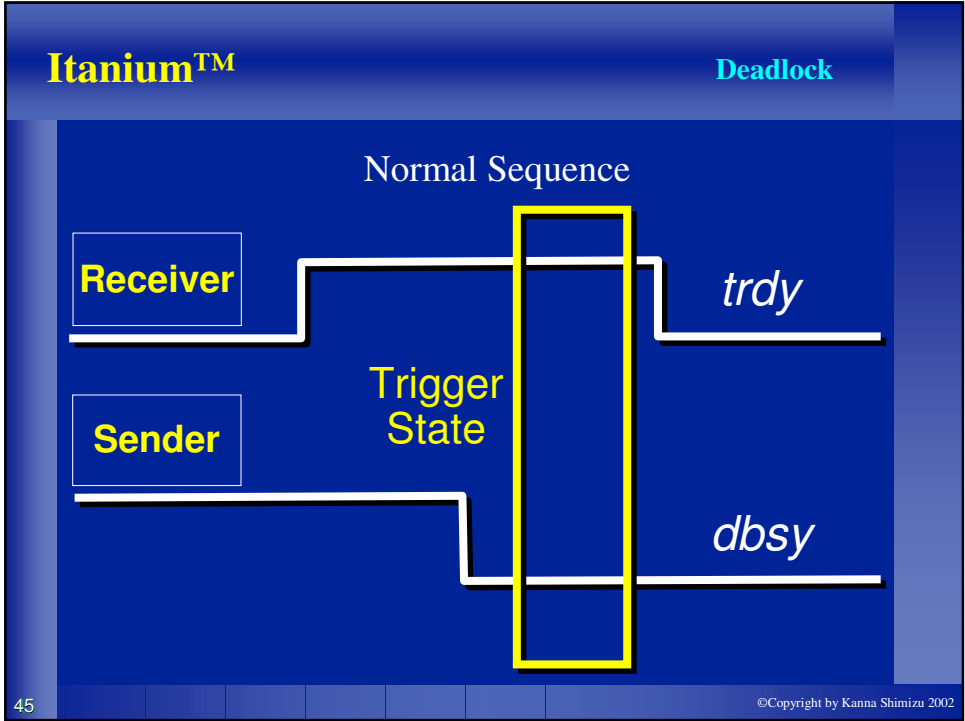 Itanium™
Deadlock
Normal Sequence
Receiver
trdy
Trigger
State
Sender
dbsy
45
©Copyright by Kanna Shimizu 2002